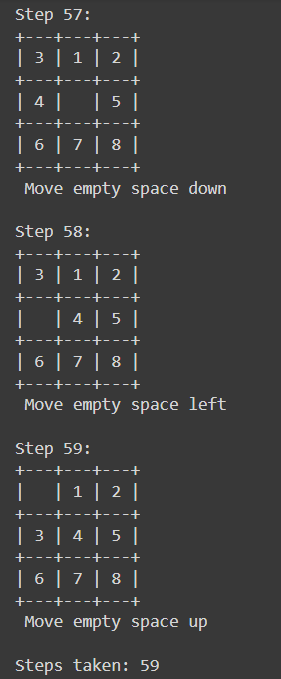 Step 57:
+---+---+---+
| 3 | 1 | 2 |
+---+---+---+
| 4 |   | 5 |
+---+---+---+
| 6 | 7 | 8 |
+---+---+---+
 Move empty space down

Step 58:
+---+---+---+
| 3 | 1 | 2 |
+---+---+---+
|   | 4 | 5 |
+---+---+---+
| 6 | 7 | 8 |
+---+---+---+
 Move empty space left

Step 59:
+---+---+---+
|   | 1 | 2 |
+---+---+---+
| 3 | 4 | 5 |
+---+---+---+
| 6 | 7 | 8 |
+---+---+---+
 Move empty space up

Steps taken: 59